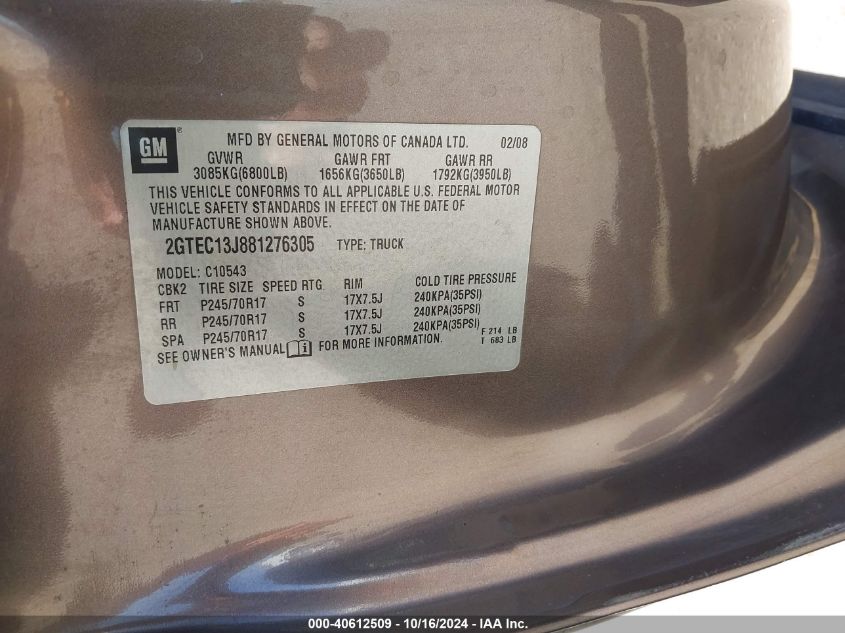 GM
®
MFD BY GENERAL MOTORS OF CANADA LTD. 02/08
GVWR GAWR FRT GAWR RR
3085KG(6800LB) 1656KG(3650LB) 1792KG(3950LB)
THIS VEHICLE CONFORMS TO ALL APPLICABLE U.S. FEDERAL MOTOR
VEHICLE SAFETY STANDARDS IN EFFECT ON THE DATE OF
MANUFACTURE SHOWN ABOVE.
2GTEC13J881276305 TYPE: TRUCK
MODEL: C10543
CBK2 TIRE SIZE SPEED RTG. RIM COLD TIRE PRESSURE
FRT P245/70R17 S 17X7.5J 240KPA(35PSI)
RR P245/70R17 S 17X7.5J 240KPA(35PSI)
SPA P245/70R17 S 17X7.5J 240KPA(35PSI) F 214 LB
SEE OWNER'S MANUAL i FOR MORE INFORMATION. T 683 LB
000-40612509 - 10/16/2024 - IAA Inc.